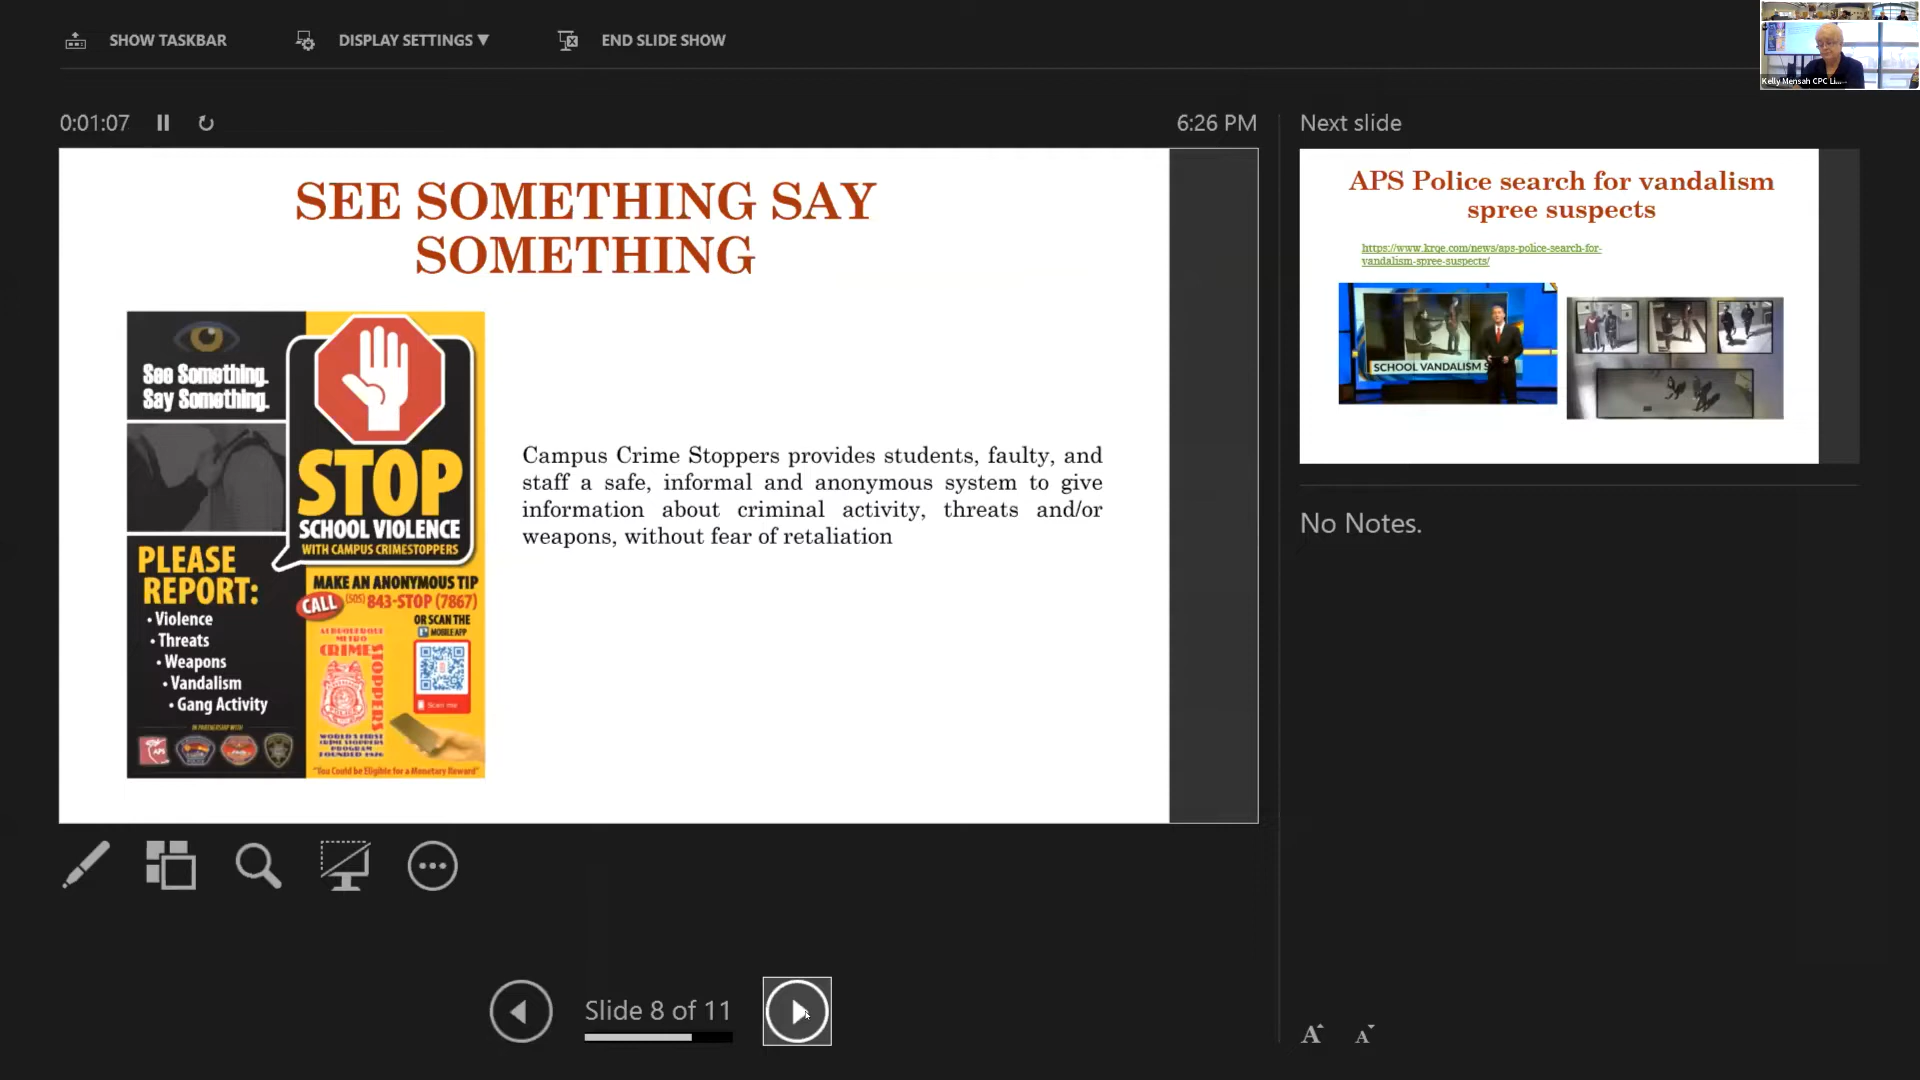 SHOW TASKBAR
DISPLAY SETTINGS ▼
END SLIDE SHOW
Kelly Mensah CPC Li...
0:01:07
6:26 PM
SEE SOMETHING SAY
SOMETHING
See Something.
Say Something.
STOP
SCHOOL VIOLENCE
WITH CAMPUS CRIMESTOPPERS
PLEASE
REPORT:
• Violence
• Threats
• Weapons
• Vandalism
• Gang Activity
IN PARTNERSHIP WITH
APS
MAKE AN ANONYMOUS TIP
CALL (505) 843-STOP (7867)
OR SCAN THE
P MOBILE APP
ALBUQUERQUE
METRO
CRIME
STOPPERS
Scan me
WORLD'S FIRST
CRIME STOPPERS
PROGRAM
FOUNDED 1976
"You Could be Eligible for a Monetary Reward"
Campus Crime Stoppers provides students, faulty, and
staff a safe, informal and anonymous system to give
information about criminal activity, threats and/or
weapons, without fear of retaliation
Next slide
APS Police search for vandalism
spree suspects
https://www.krqe.com/news/aps-police-search-for-
vandalism-spree-suspects/
SCHOOL VANDALISM S
No Notes.
Slide 8 of 11
A A